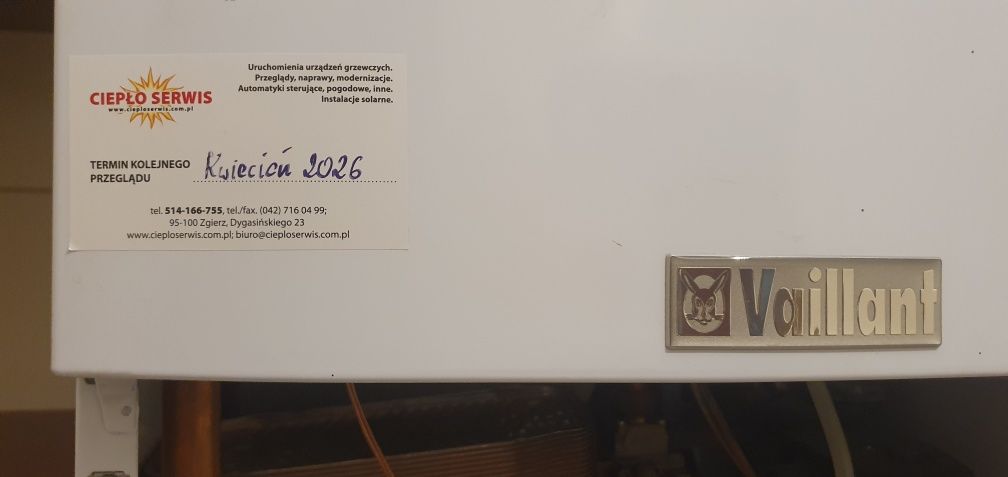 Uruchomienia urządzeń grzewczych.
Przeglądy, naprawy, modernizacje.
Automatyki sterujące, pogodowe, inne.
Instalacje solarne.
CIEPŁO SERWIS
www.cieploserwis.com.pl
TERMIN KOLEJNEGO
PRZEGLĄDU Kwiecień 2026
tel. 514-166-755, tel./fax. (042) 716 04 99;
95-100 Zgierz, Dygasińskiego 23
www.cieploserwis.com.pl; biuro@cieploserwis.com.pl
Vaillant